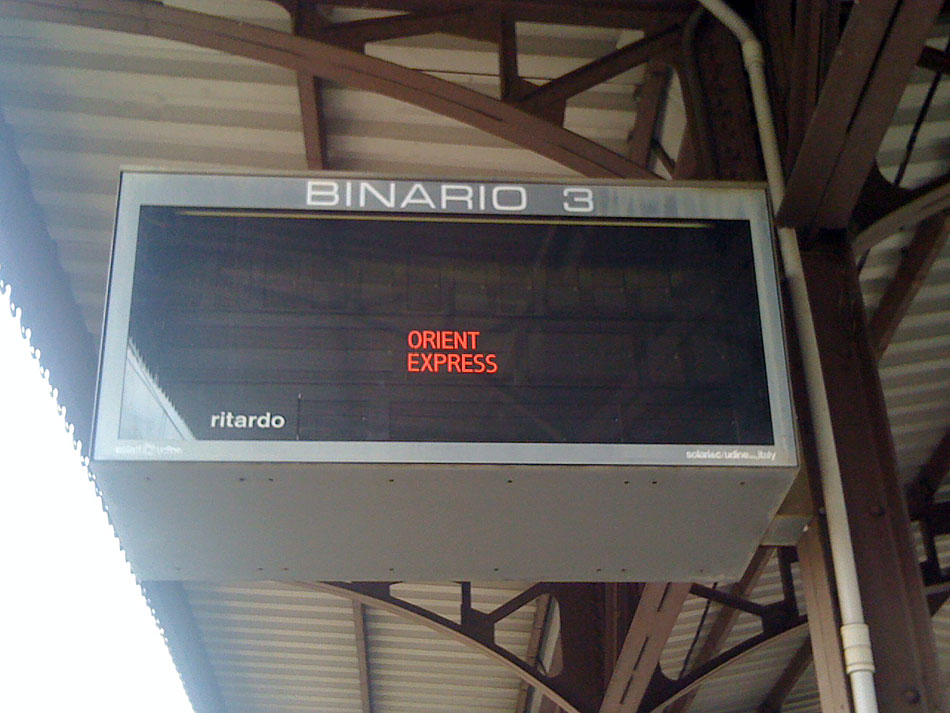 BINARIO 3
ORIENT
EXPRESS
ritardo